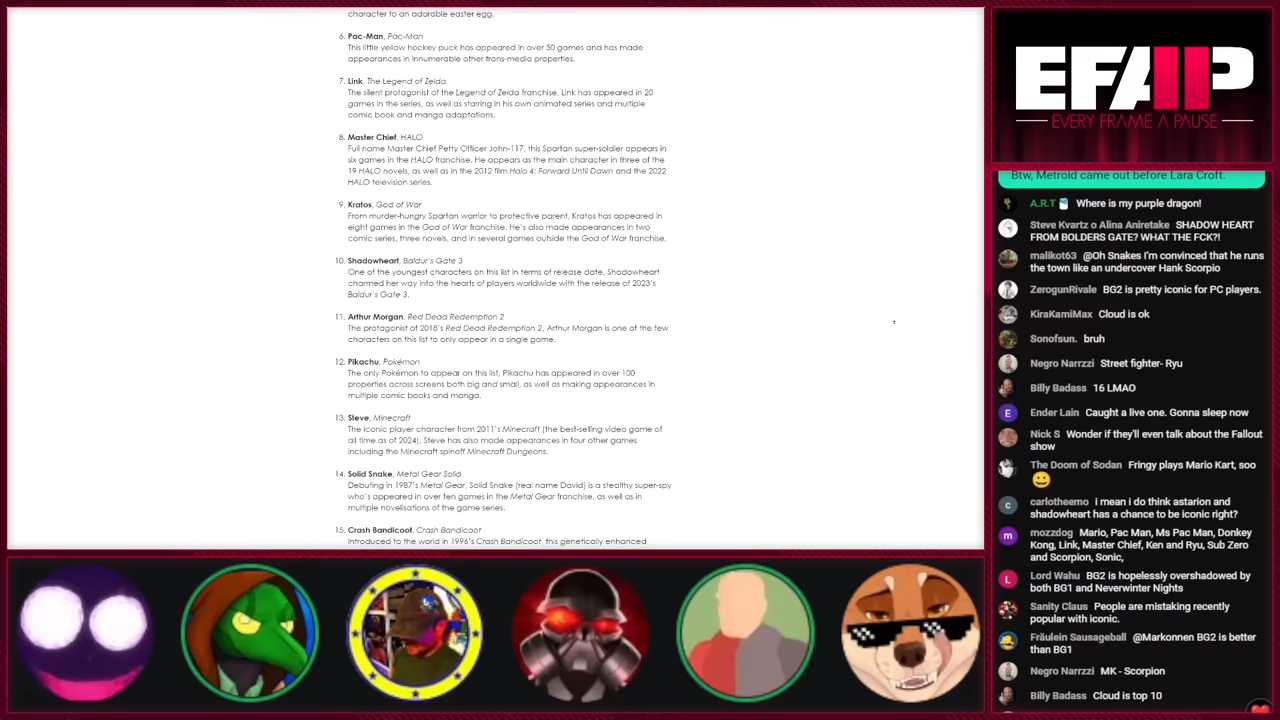 character to an adorable easter egg.
6. Pac-Man, Pac-Man
This little yellow hockey puck has appeared in over 50 games and has made
appearances in innumerable other trans-media properties.
7. Link, The Legend of Zelda
The silent protagonist of the Legend of Zelda franchise, Link has appeared in 20
games in the series, as well as starring in his own animated series and multiple
comic book and manga adaptations.
8. Master Chief, HALO
Full name Master Chief Petty Officer John-117, this Spartan super-soldier appears in
six games in the HALO franchise. He appears as the main character in three of the
19 HALO novels, as well as in the 2012 film Halo 4: Forward Until Dawn and the 2022
HALO television series.
9. Kratos, God of War
From murder-hungry Spartan warrior to protective parent, Kratos has appeared in
eight games in the God of War franchise. He's also made appearances in two
comic series, three novels, and in several games outside the God of War franchise.
10. Shadowheart, Baldur's Gate 3
One of the youngest characters on this list in terms of release date, Shadowheart
charmed her way into the hearts of players worldwide with the release of 2023's
Baldur's Gate 3.
11. Arthur Morgan, Red Dead Redemption 2
The protagonist of 2018's Red Dead Redemption 2, Arthur Morgan is one of the few
characters on this list to only appear in a single game.
12. Pikachu, Pokémon
The only Pokémon to appear on this list, Pikachu has appeared in over 100
properties across screens both big and small, as well as making appearances in
multiple comic books and manga.
13. Steve, Minecraft
The iconic player character from 2011's Minecraft (the best-selling video game of
all time as of 2024), Steve has also made appearances in four other games
including the Minecraft spinoff Minecraft Dungeons.
14. Solid Snake, Metal Gear Solid
Debuting in 1987's Metal Gear, Solid Snake (real name David) is a stealthy super-spy
who's appeared in over ten games in the Metal Gear franchise, as well as in
multiple novelisations of the game series.
15. Crash Bandicoot, Crash Bandicoot
Introduced to the world in 1996's Crash Bandicoot, this genetically enhanced
EFAP
EVERY FRAME A PAUSE
Btw, Metroid came out before Lara Croft.
A.R.T Where is my purple dragon!
Steve Kvartz o Alina Aniretake SHADOW HEART
FROM BOLDERS GATE? WHAT THE FCK?!
malikot63 @Oh Snakes I'm convinced that he runs
the town like an undercover Hank Scorpio
ZerogunRivale BG2 is pretty iconic for PC players.
KiraKamiMax Cloud is ok
Sonofsun. bruh
Negro Narrzzi Street fighter- Ryu
Billy Badass 16 LMAO
Ender Lain Caught a live one. Gonna sleep now
Nick S Wonder if they'll even talk about the Fallout
show
The Doom of Sodan Fringy plays Mario Kart, soo
😀
carlotheemo i mean i do think astarion and
shadowheart has a chance to be iconic right?
mozzdog Mario, Pac Man, Ms Pac Man, Donkey
Kong, Link, Master Chief, Ken and Ryu, Sub Zero
and Scorpion, Sonic,
Lord Wahu BG2 is hopelessly overshadowed by
both BG1 and Neverwinter Nights
Sanity Claus People are mistaking recently
popular with iconic.
Fräulein Sausageball @Markonnen BG2 is better
than BG1
Negro Narrzzi MK - Scorpion
Billy Badass Cloud is top 10